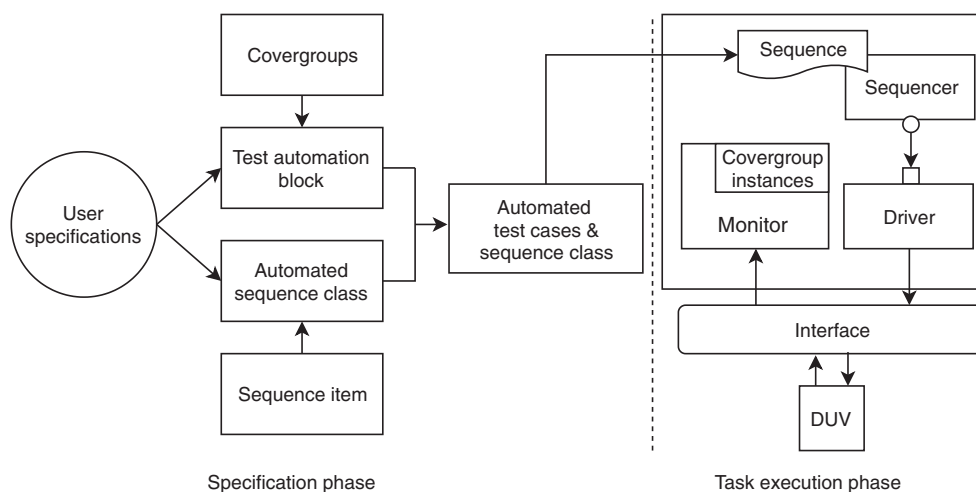 Covergroups
Test automation
block
User
specifications
Automated
sequence class
Sequence item
Automated
test cases &
sequence class
Sequence
Sequencer
Covergroup
instances
Monitor
Driver
Interface
DUV
Specification phase
Task execution phase